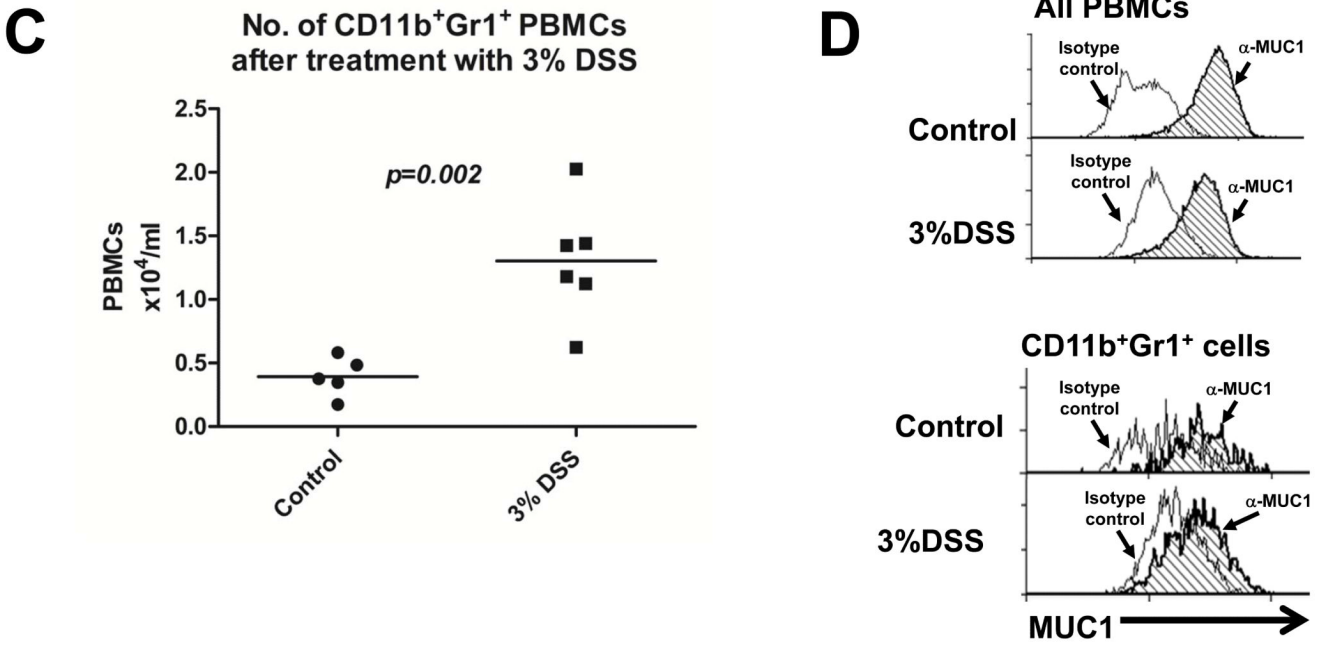 C
No. of CD11b⁺Gr1⁺ PBMCs
after treatment with 3% DSS
2.5
2.0
1.5
1.0
0.5
0.0
PBMCs
x10⁴/ml
p=0.002
Control
3% DSS
D
All PBMCs
Isotype
control
α-MUC1
Control
Isotype
control
α-MUC1
3%DSS
CD11b⁺Gr1⁺ cells
Isotype
control
α-MUC1
Control
Isotype
control
α-MUC1
3%DSS
MUC1